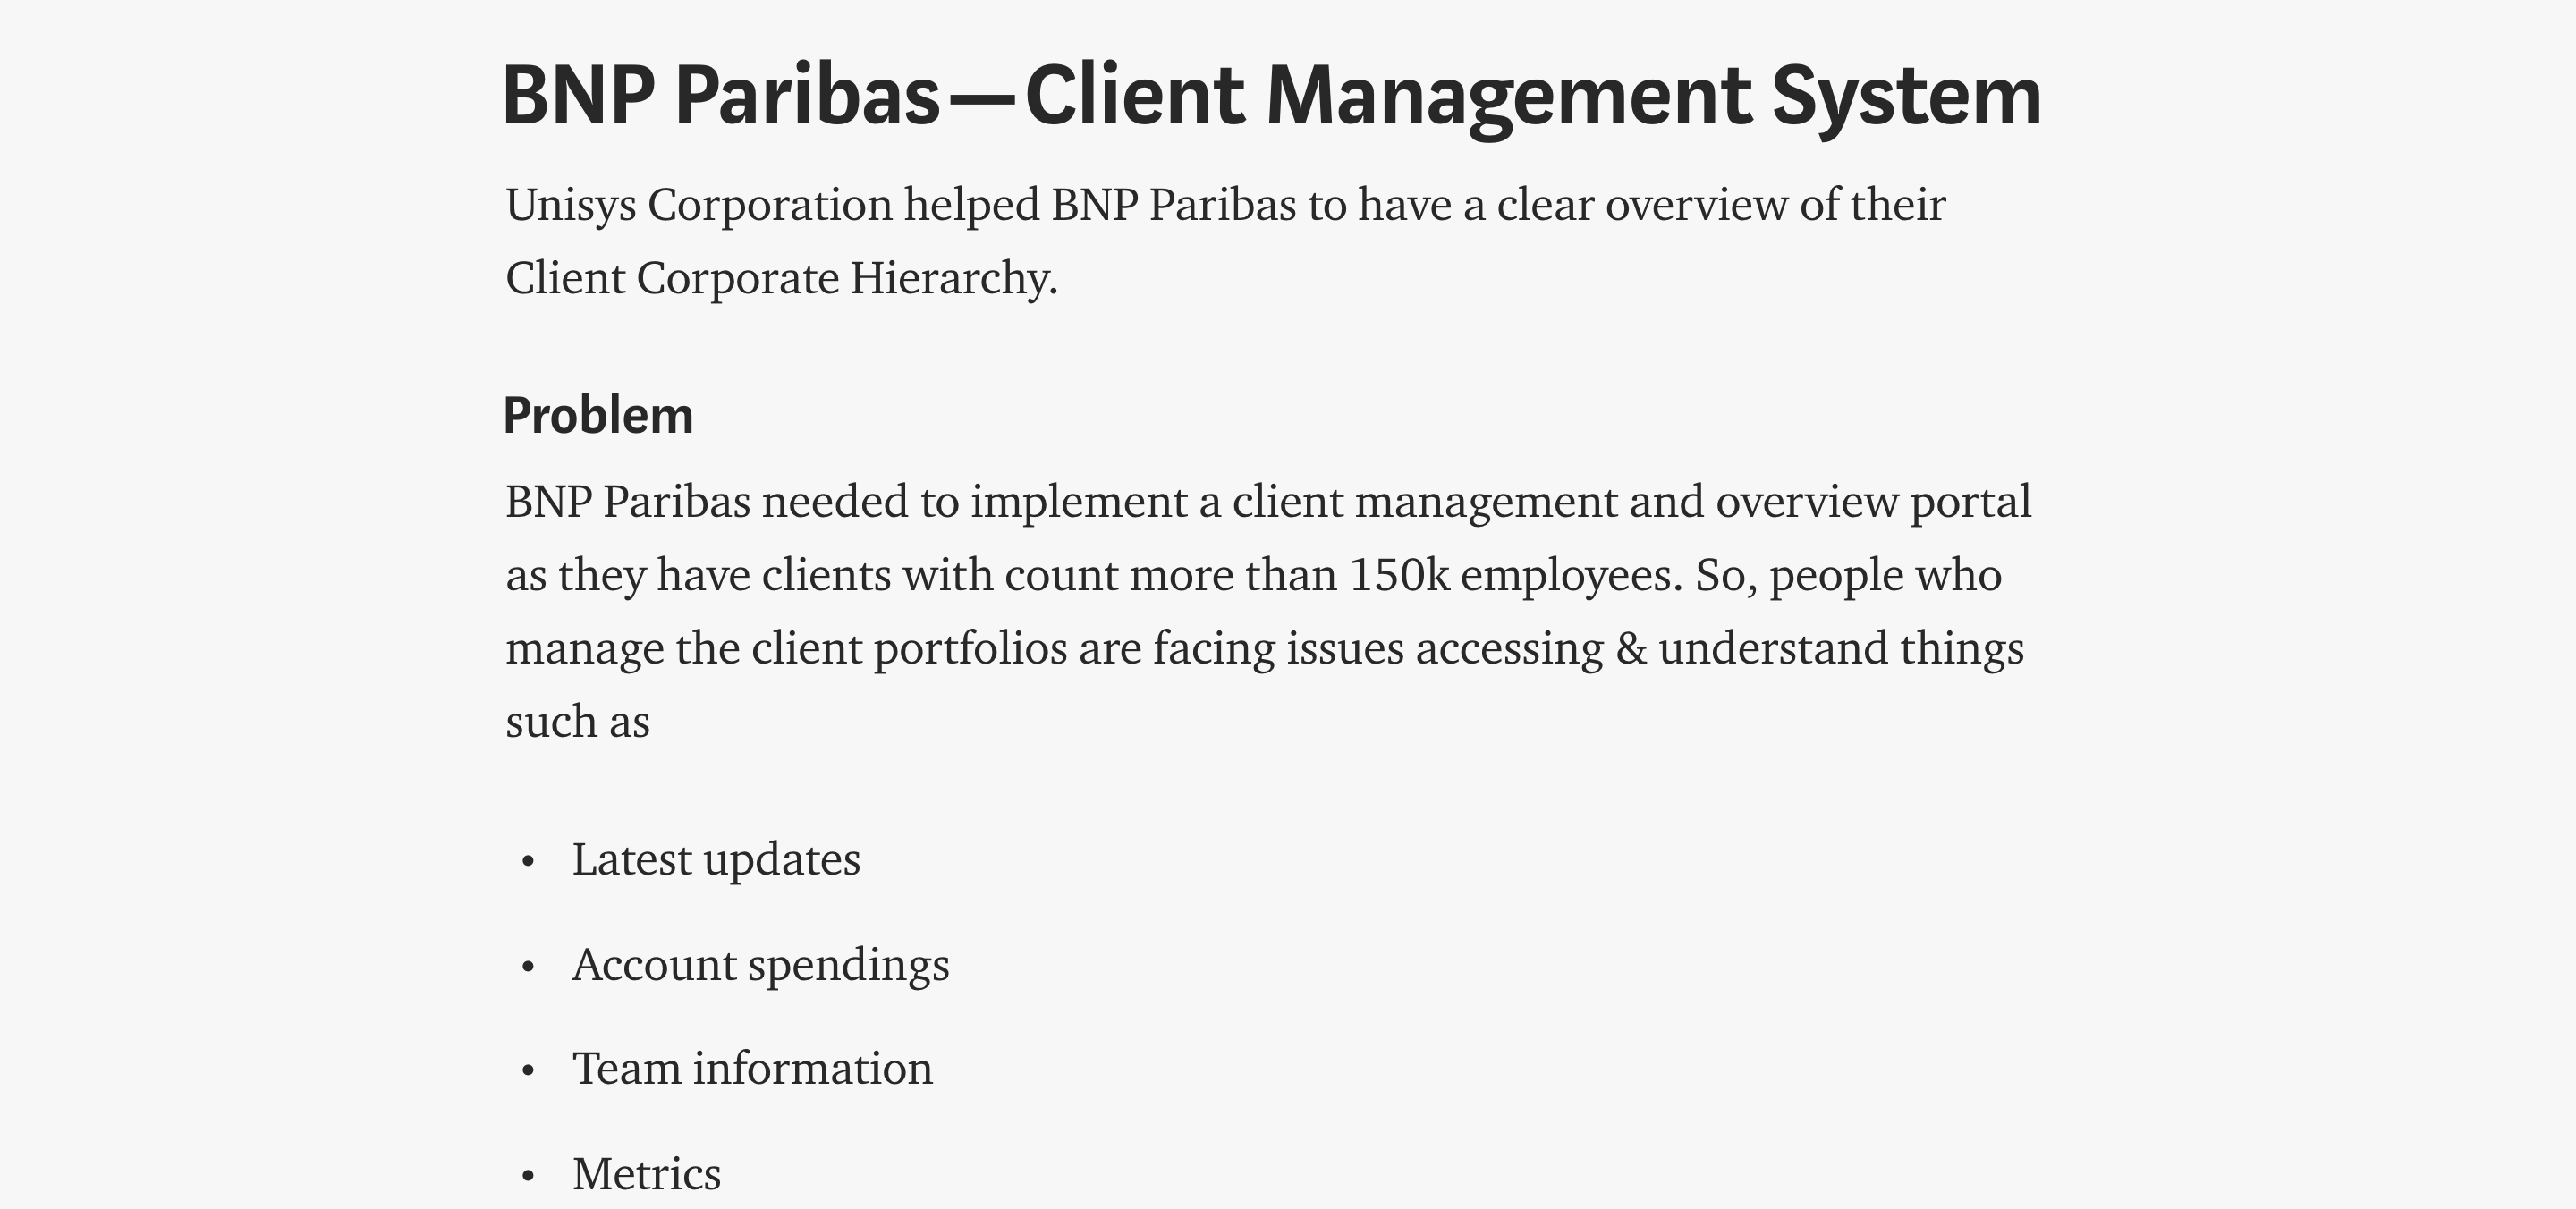 BNP Paribas — Client Management System
Unisys Corporation helped BNP Paribas to have a clear overview of their
Client Corporate Hierarchy.
Problem
BNP Paribas needed to implement a client management and overview portal
as they have clients with count more than 150k employees. So, people who
manage the client portfolios are facing issues accessing & understand things
such as
• Latest updates
• Account spendings
• Team information
• Metrics